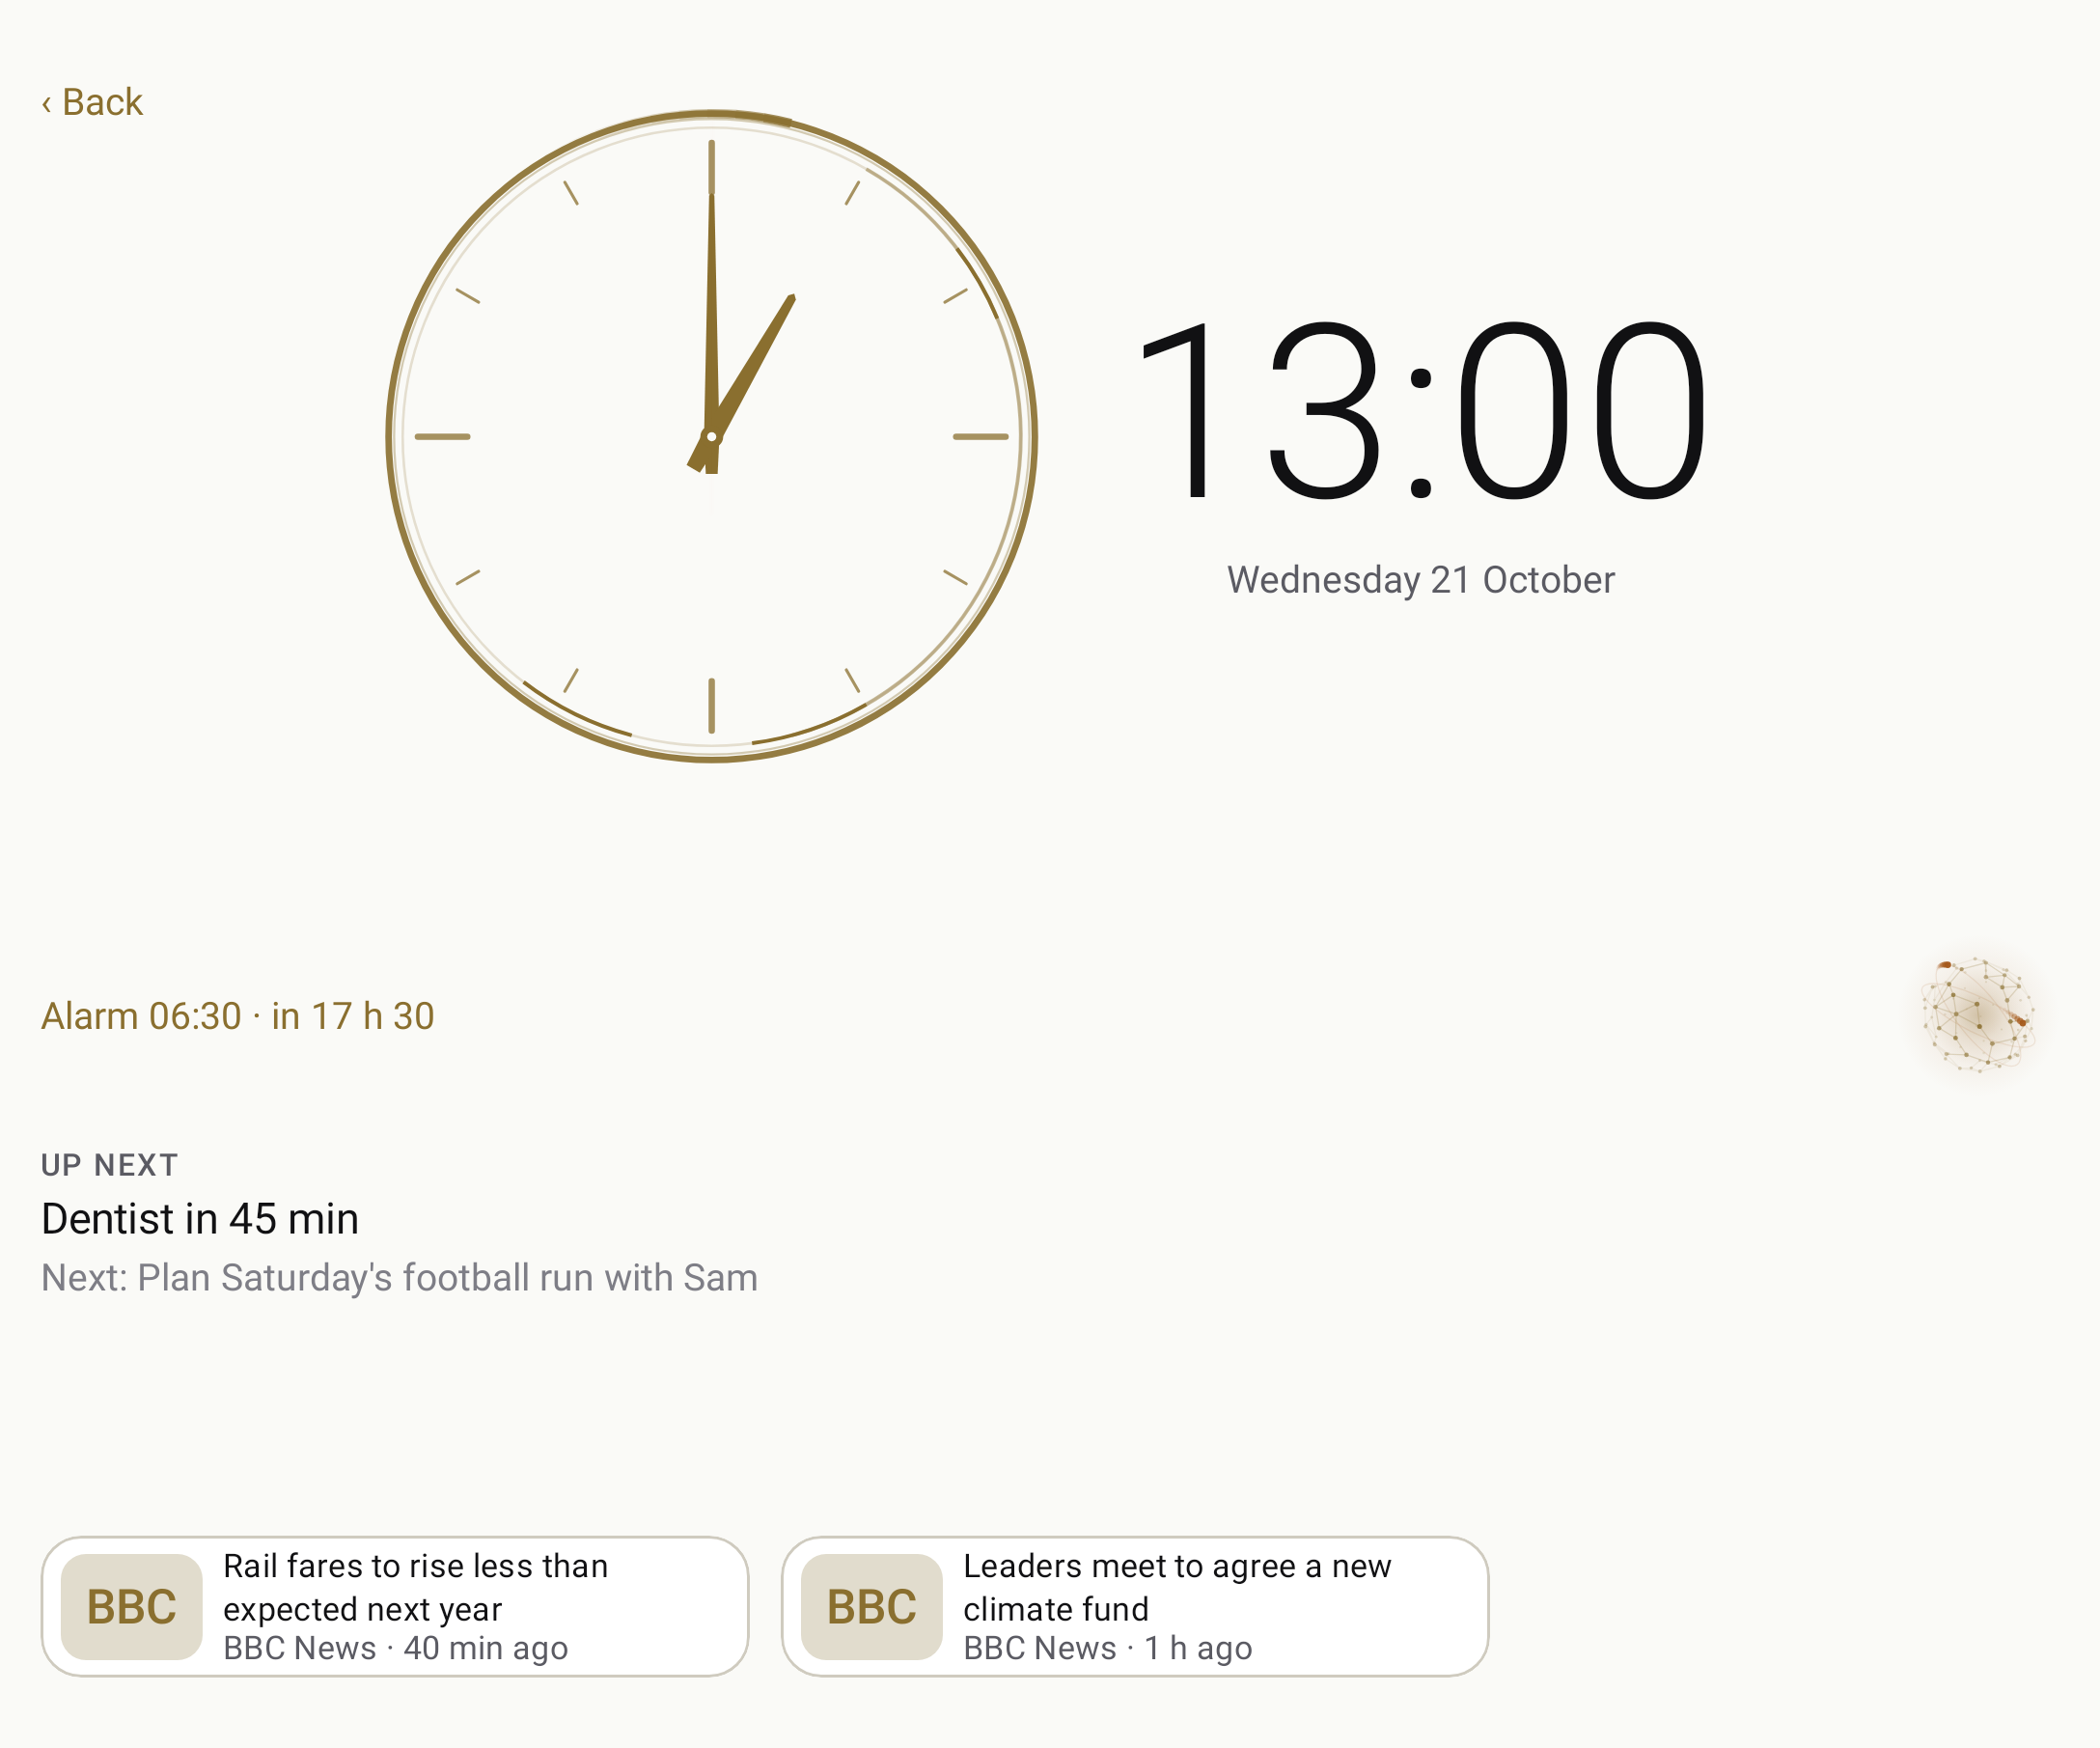 ‹ Back
13:00
Wednesday 21 October
Alarm 06:30 · in 17 h 30
UP NEXT
Dentist in 45 min
Next: Plan Saturday's football run with Sam
BBC
Rail fares to rise less than
expected next year
BBC News · 40 min ago
BBC
Leaders meet to agree a new
climate fund
BBC News · 1 h ago